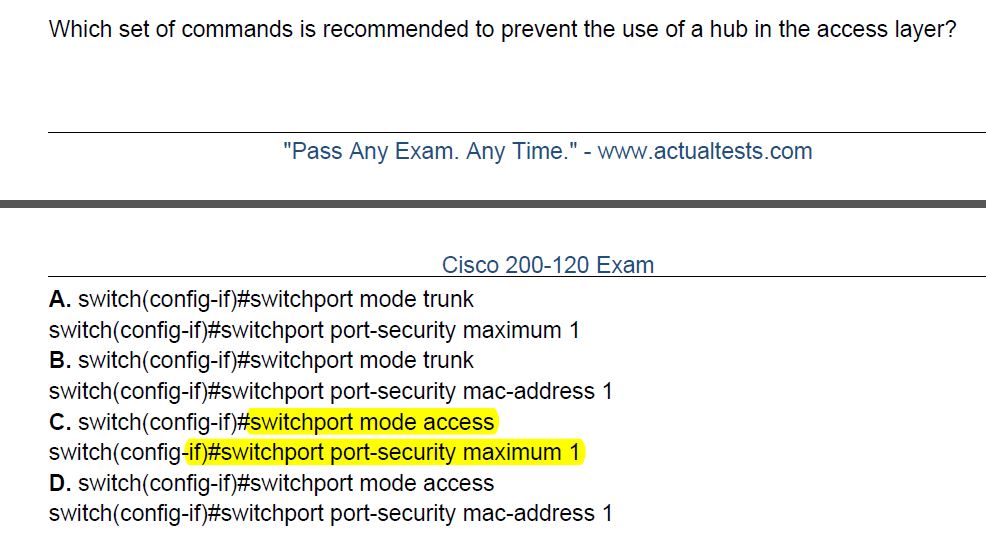 Which set of commands is recommended to prevent the use of a hub in the access layer?
"Pass Any Exam. Any Time." - www.actualtests.com
Cisco 200-120 Exam
A. switch(config-if)#switchport mode trunk
switch(config-if)#switchport port-security maximum 1
B. switch(config-if)#switchport mode trunk
switch(config-if)#switchport port-security mac-address 1
C. switch(config-if)#switchport mode access
switch(config-if)#switchport port-security maximum 1
D. switch(config-if)#switchport mode access
switch(config-if)#switchport port-security mac-address 1